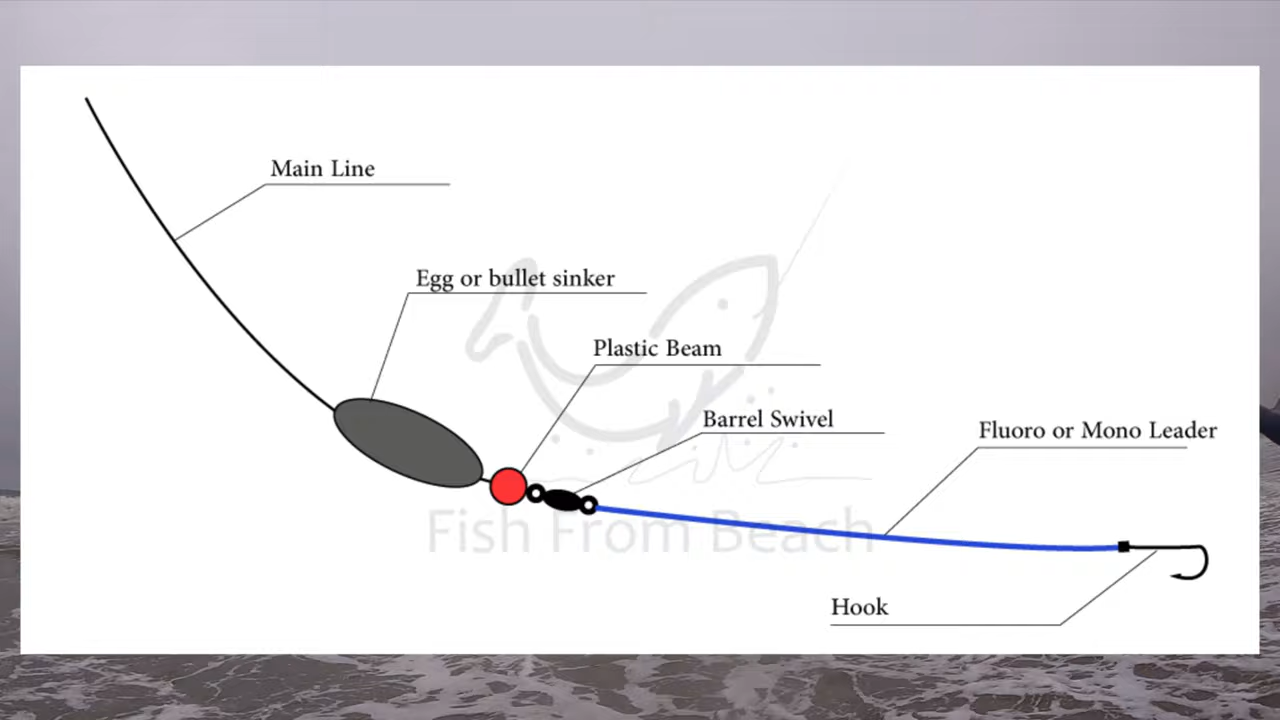 Main Line
Egg or bullet sinker
Plastic Beam
Barrel Swivel
Fluoro or Mono Leader
Fish From Beach
Hook